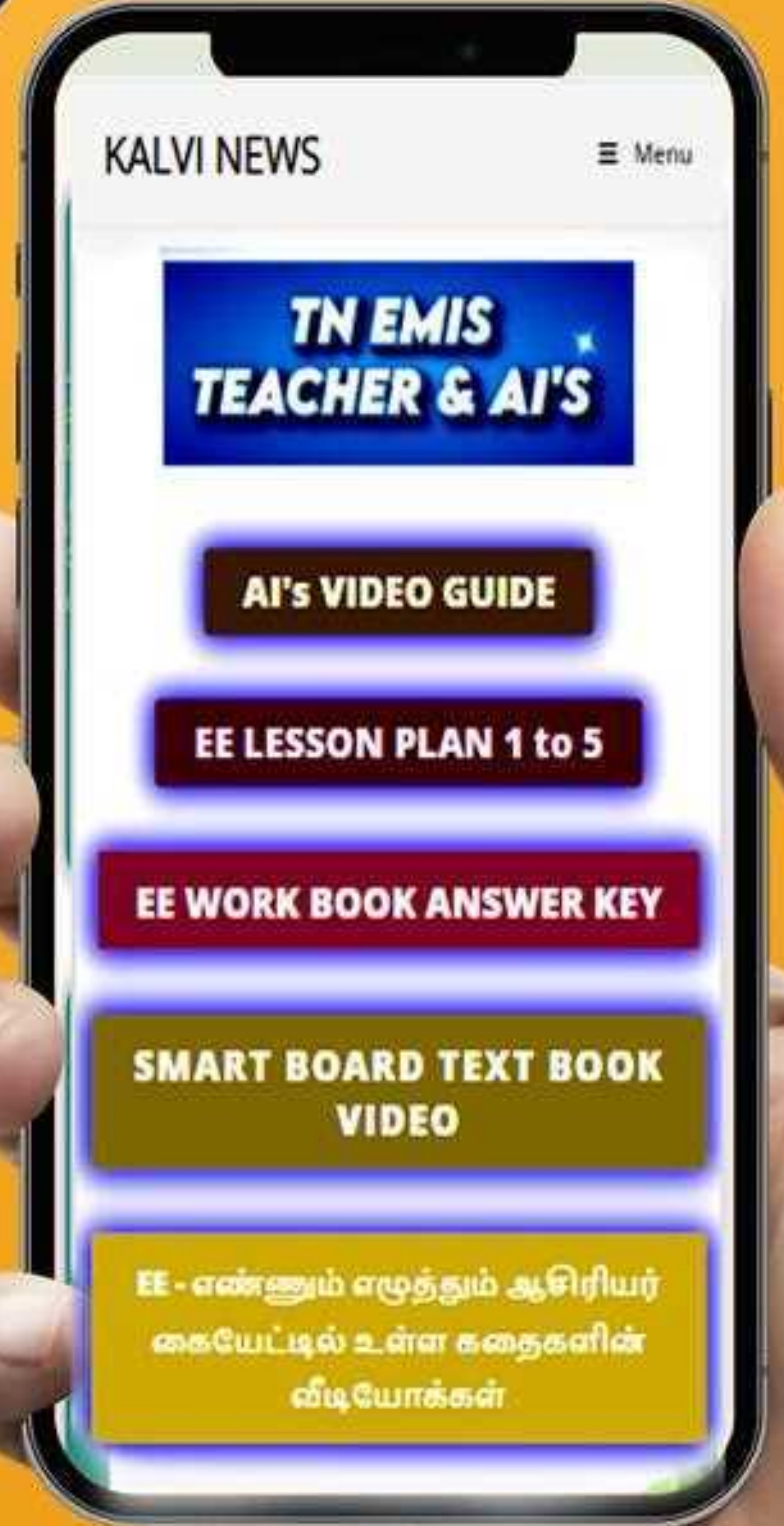 KALVI NEWS
☰ Menu
TN EMIS
TEACHER & AI'S
AI's VIDEO GUIDE
EE LESSON PLAN 1 to 5
EE WORK BOOK ANSWER KEY
SMART BOARD TEXT BOOK
VIDEO
EE - எண்ணும் எழுத்தும் ஆசிரியர்
கையேட்டில் உள்ள கதைகளின்
வீடியோக்கள்